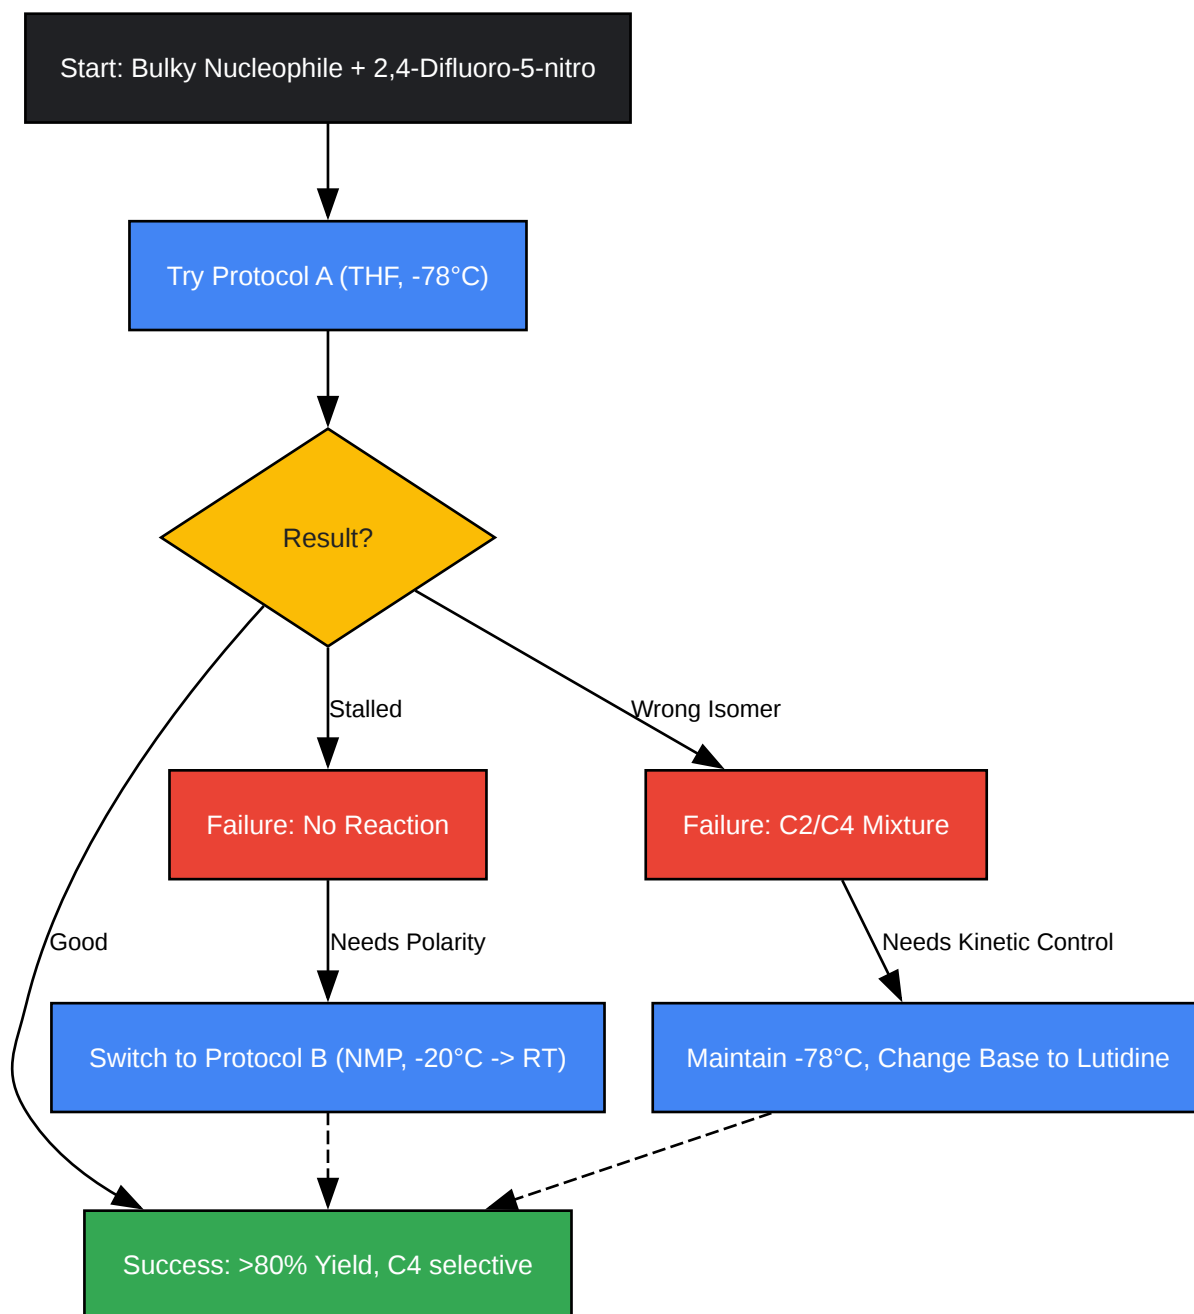 Start: Bulky Nucleophile + 2,4-Difluoro-5-nitro
Try Protocol A (THF, -78°C)
Result?
Stalled
Wrong Isomer
Failure: No Reaction
Failure: C2/C4 Mixture
Good
Needs Polarity
Needs Kinetic Control
Switch to Protocol B (NMP, -20°C -> RT)
Maintain -78°C, Change Base to Lutidine
Success: >80% Yield, C4 selective